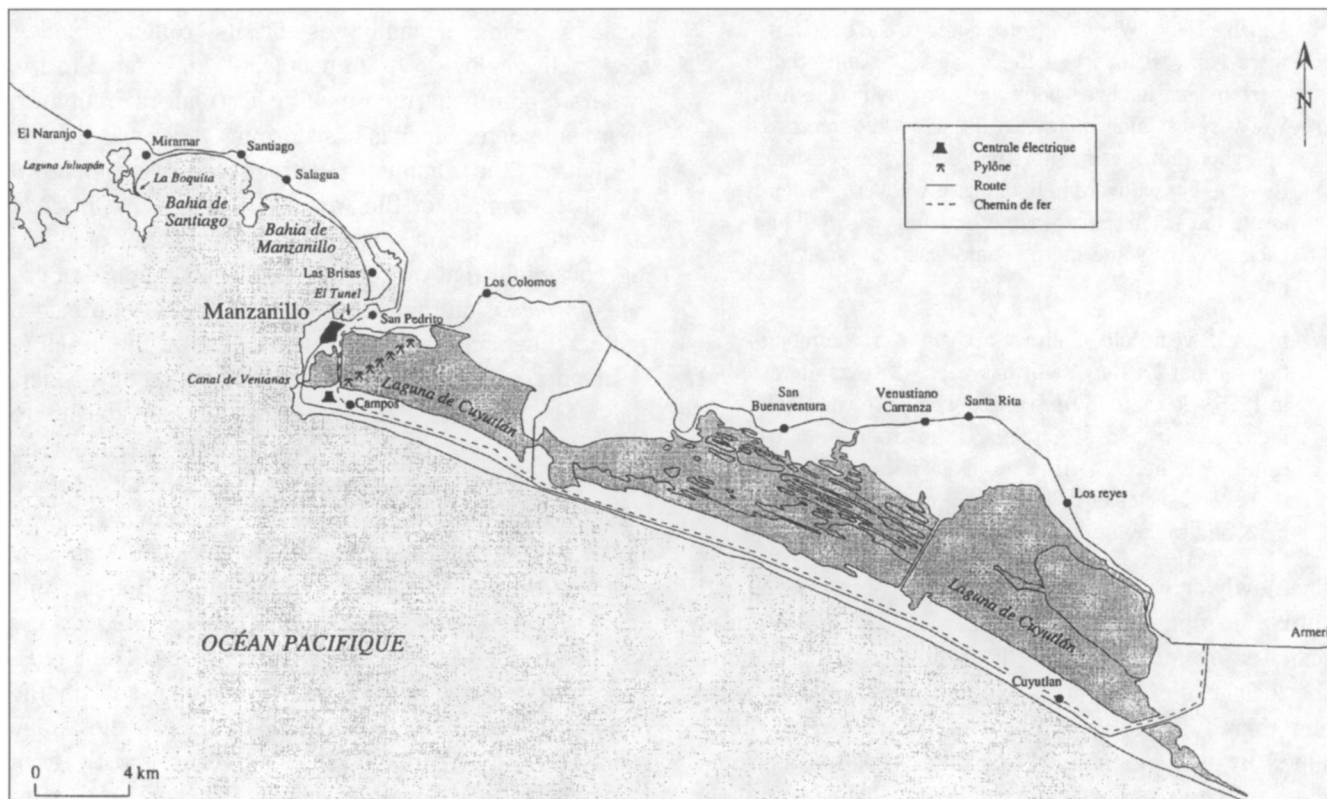 N
Centrale électrique
Pylône
Route
Chemin de fer
El Naranjo
Miramar
Santiago
Laguna Juluapán
La Boquita
Salagua
Bahia de
Santiago
Bahia de
Manzanillo
Las Brisas
El Tunel
Los Colomos
Manzanillo
San Pedrito
Canal de Ventanas
Campos
Laguna de Cuyutlán
San
Buenaventura
Venustiano
Carranza
Santa Rita
Los reyes
Laguna de Cuyutlán
OCÉAN PACIFIQUE
Armeri
Cuyutlan
0 4 km